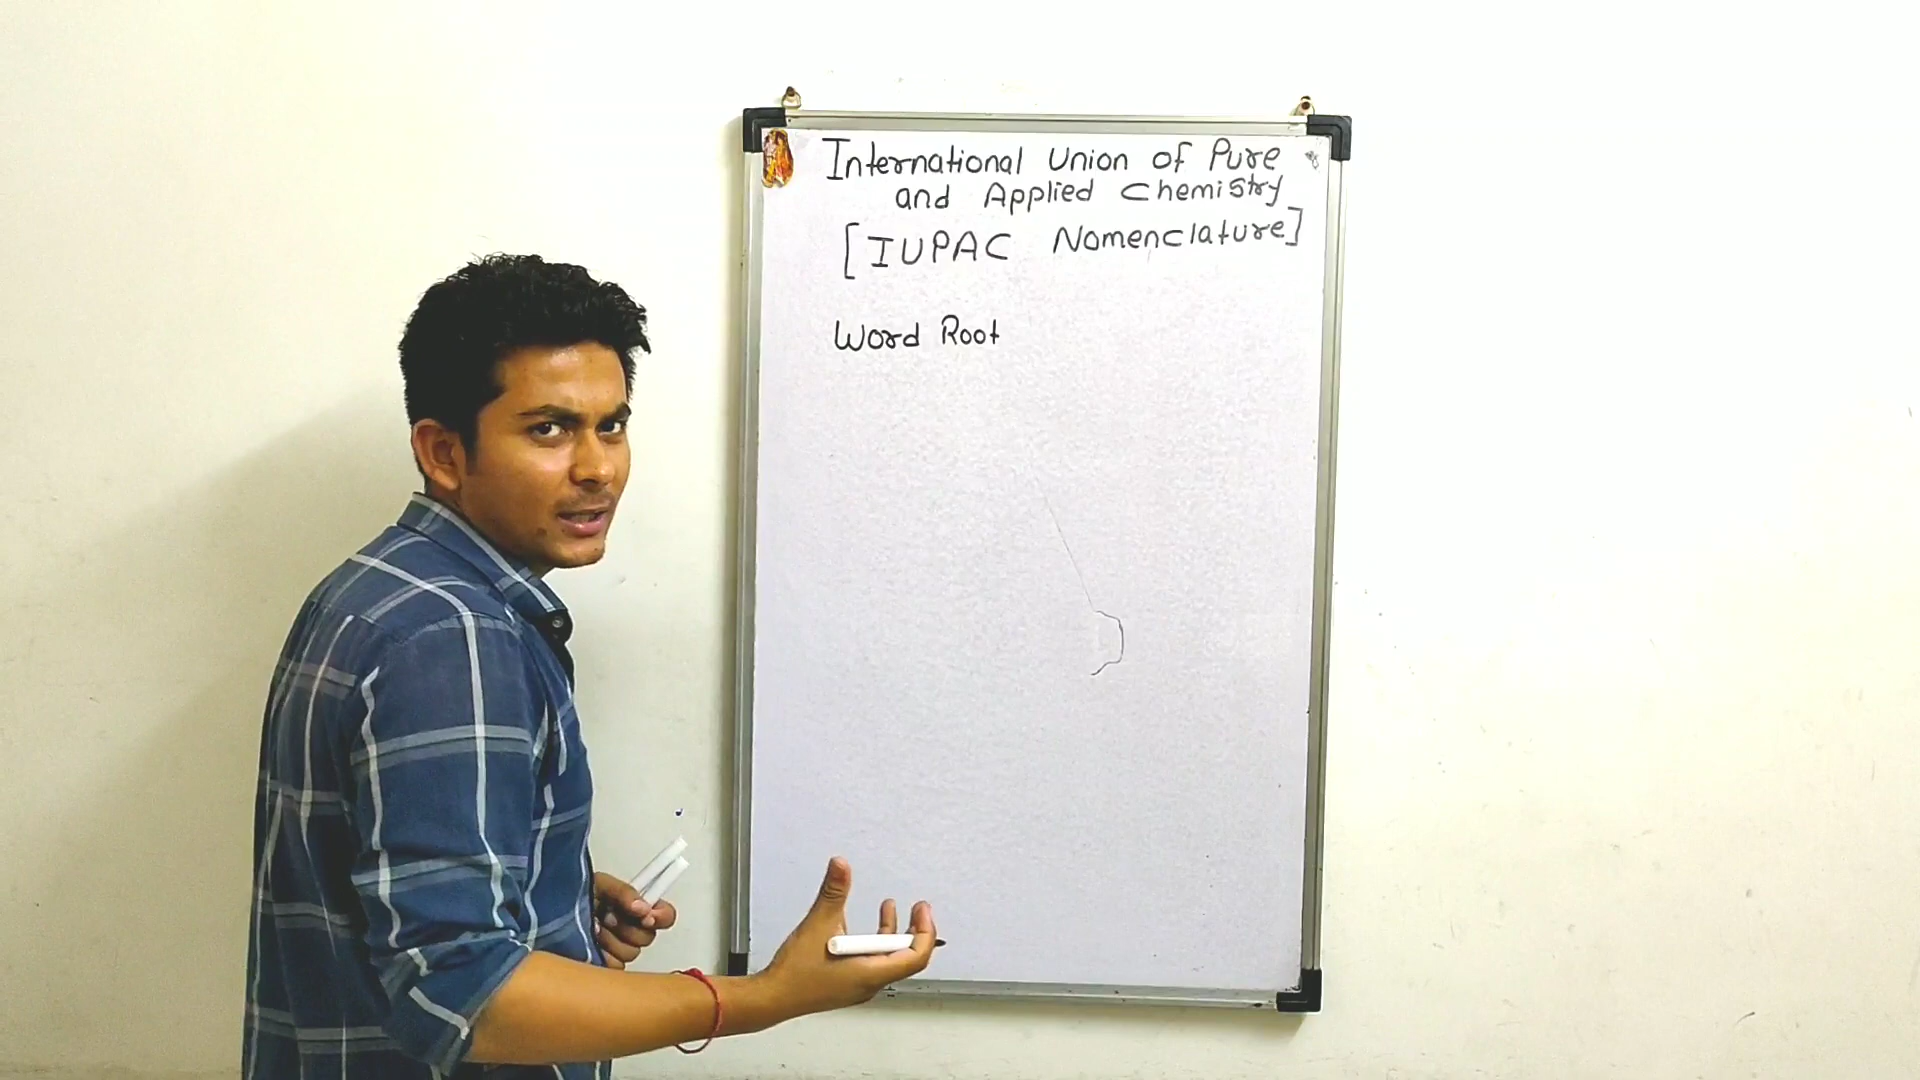 International Union of Pure
and Applied Chemistry
[IUPAC Nomenclature]
Word Root